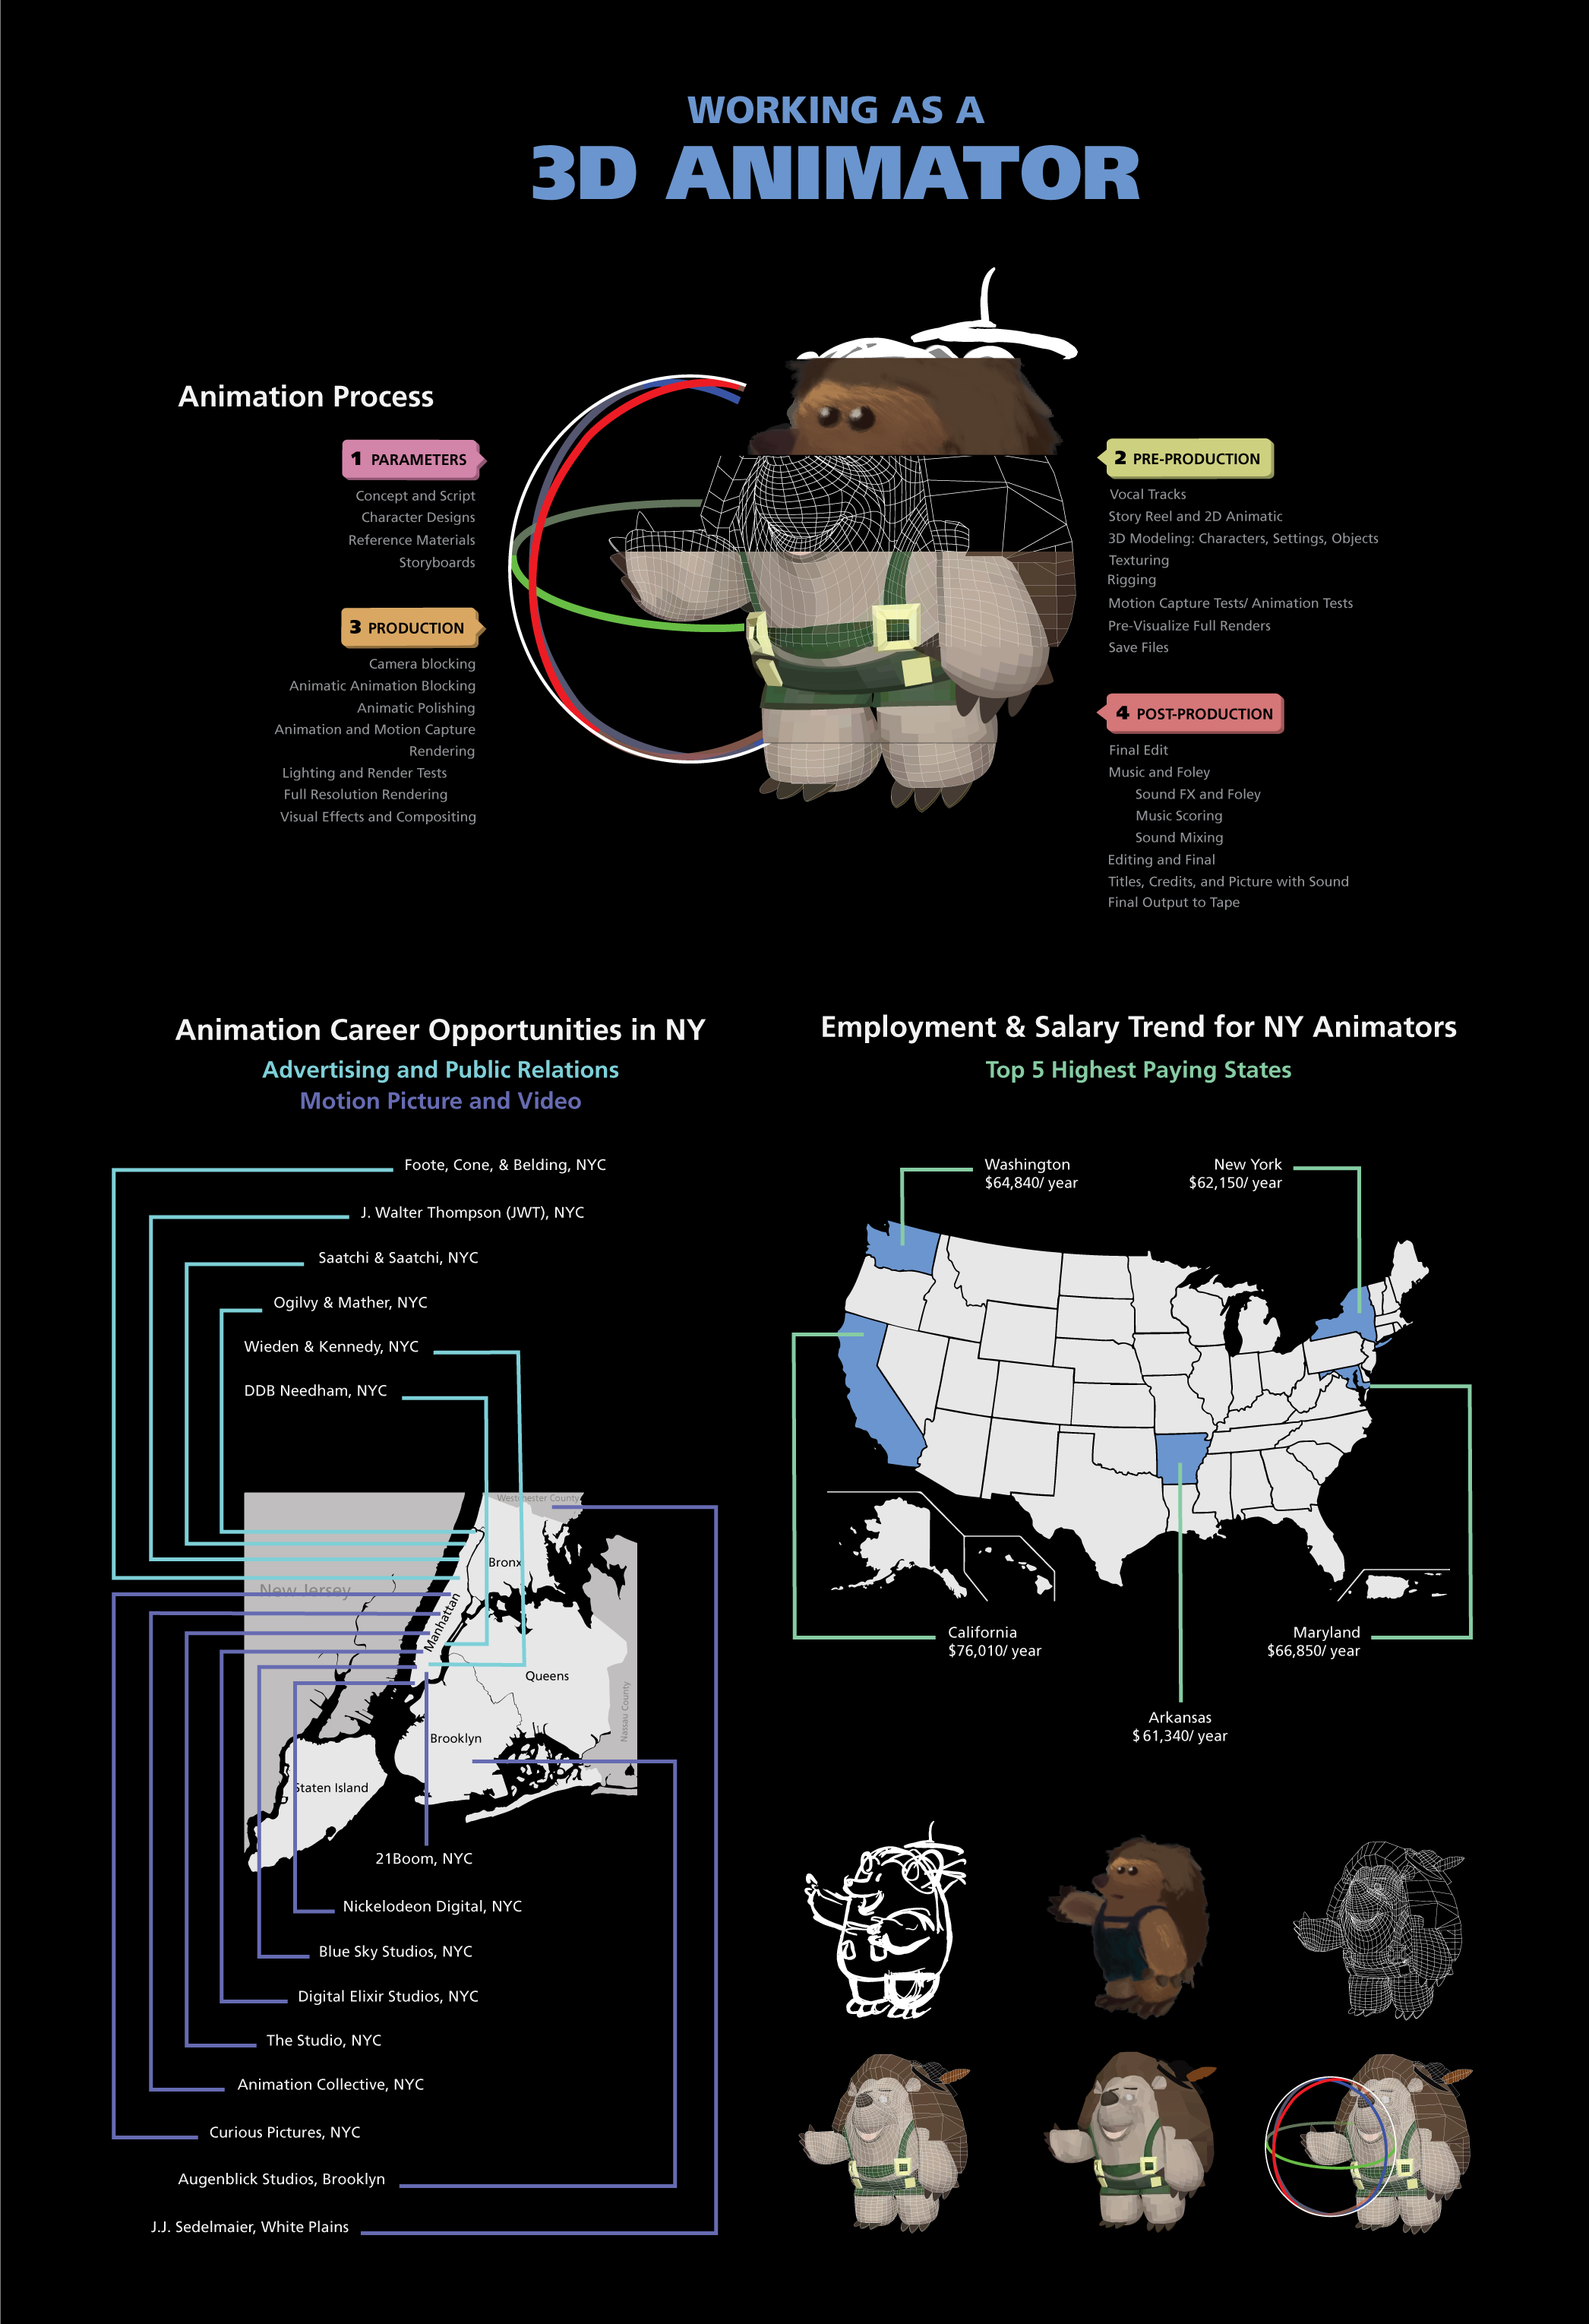 WORKING AS A
3D ANIMATOR
Animation Process
1 PARAMETERS
Concept and Script
Character Designs
Reference Materials
Storyboards
2 PRE-PRODUCTION
Vocal Tracks
Story Reel and 2D Animatic
3D Modeling: Characters, Settings, Objects
Texturing
Rigging
Motion Capture Tests/ Animation Tests
Pre-Visualize Full Renders
Save Files
3 PRODUCTION
Camera blocking
Animatic Animation Blocking
Animatic Polishing
Animation and Motion Capture
Rendering
Lighting and Render Tests
Full Resolution Rendering
Visual Effects and Compositing
4 POST-PRODUCTION
Final Edit
Music and Foley
Sound FX and Foley
Music Scoring
Sound Mixing
Editing and Final
Titles, Credits, and Picture with Sound
Final Output to Tape
Animation Career Opportunities in NY
Advertising and Public Relations
Motion Picture and Video
Foote, Cone, & Belding, NYC
J. Walter Thompson (JWT), NYC
Saatchi & Saatchi, NYC
Ogilvy & Mather, NYC
Wieden & Kennedy, NYC
DDB Needham, NYC
Westchester County
Bronx
New Jersey
Manhattan
Queens
Nassau County
Brooklyn
Staten Island
21Boom, NYC
Nickelodeon Digital, NYC
Blue Sky Studios, NYC
Digital Elixir Studios, NYC
The Studio, NYC
Animation Collective, NYC
Curious Pictures, NYC
Augenblick Studios, Brooklyn
J.J. Sedelmaier, White Plains
Employment & Salary Trend for NY Animators
Top 5 Highest Paying States
Washington
$64,840/ year
New York
$62,150/ year
California
$76,010/ year
Maryland
$66,850/ year
Arkansas
$ 61,340/ year